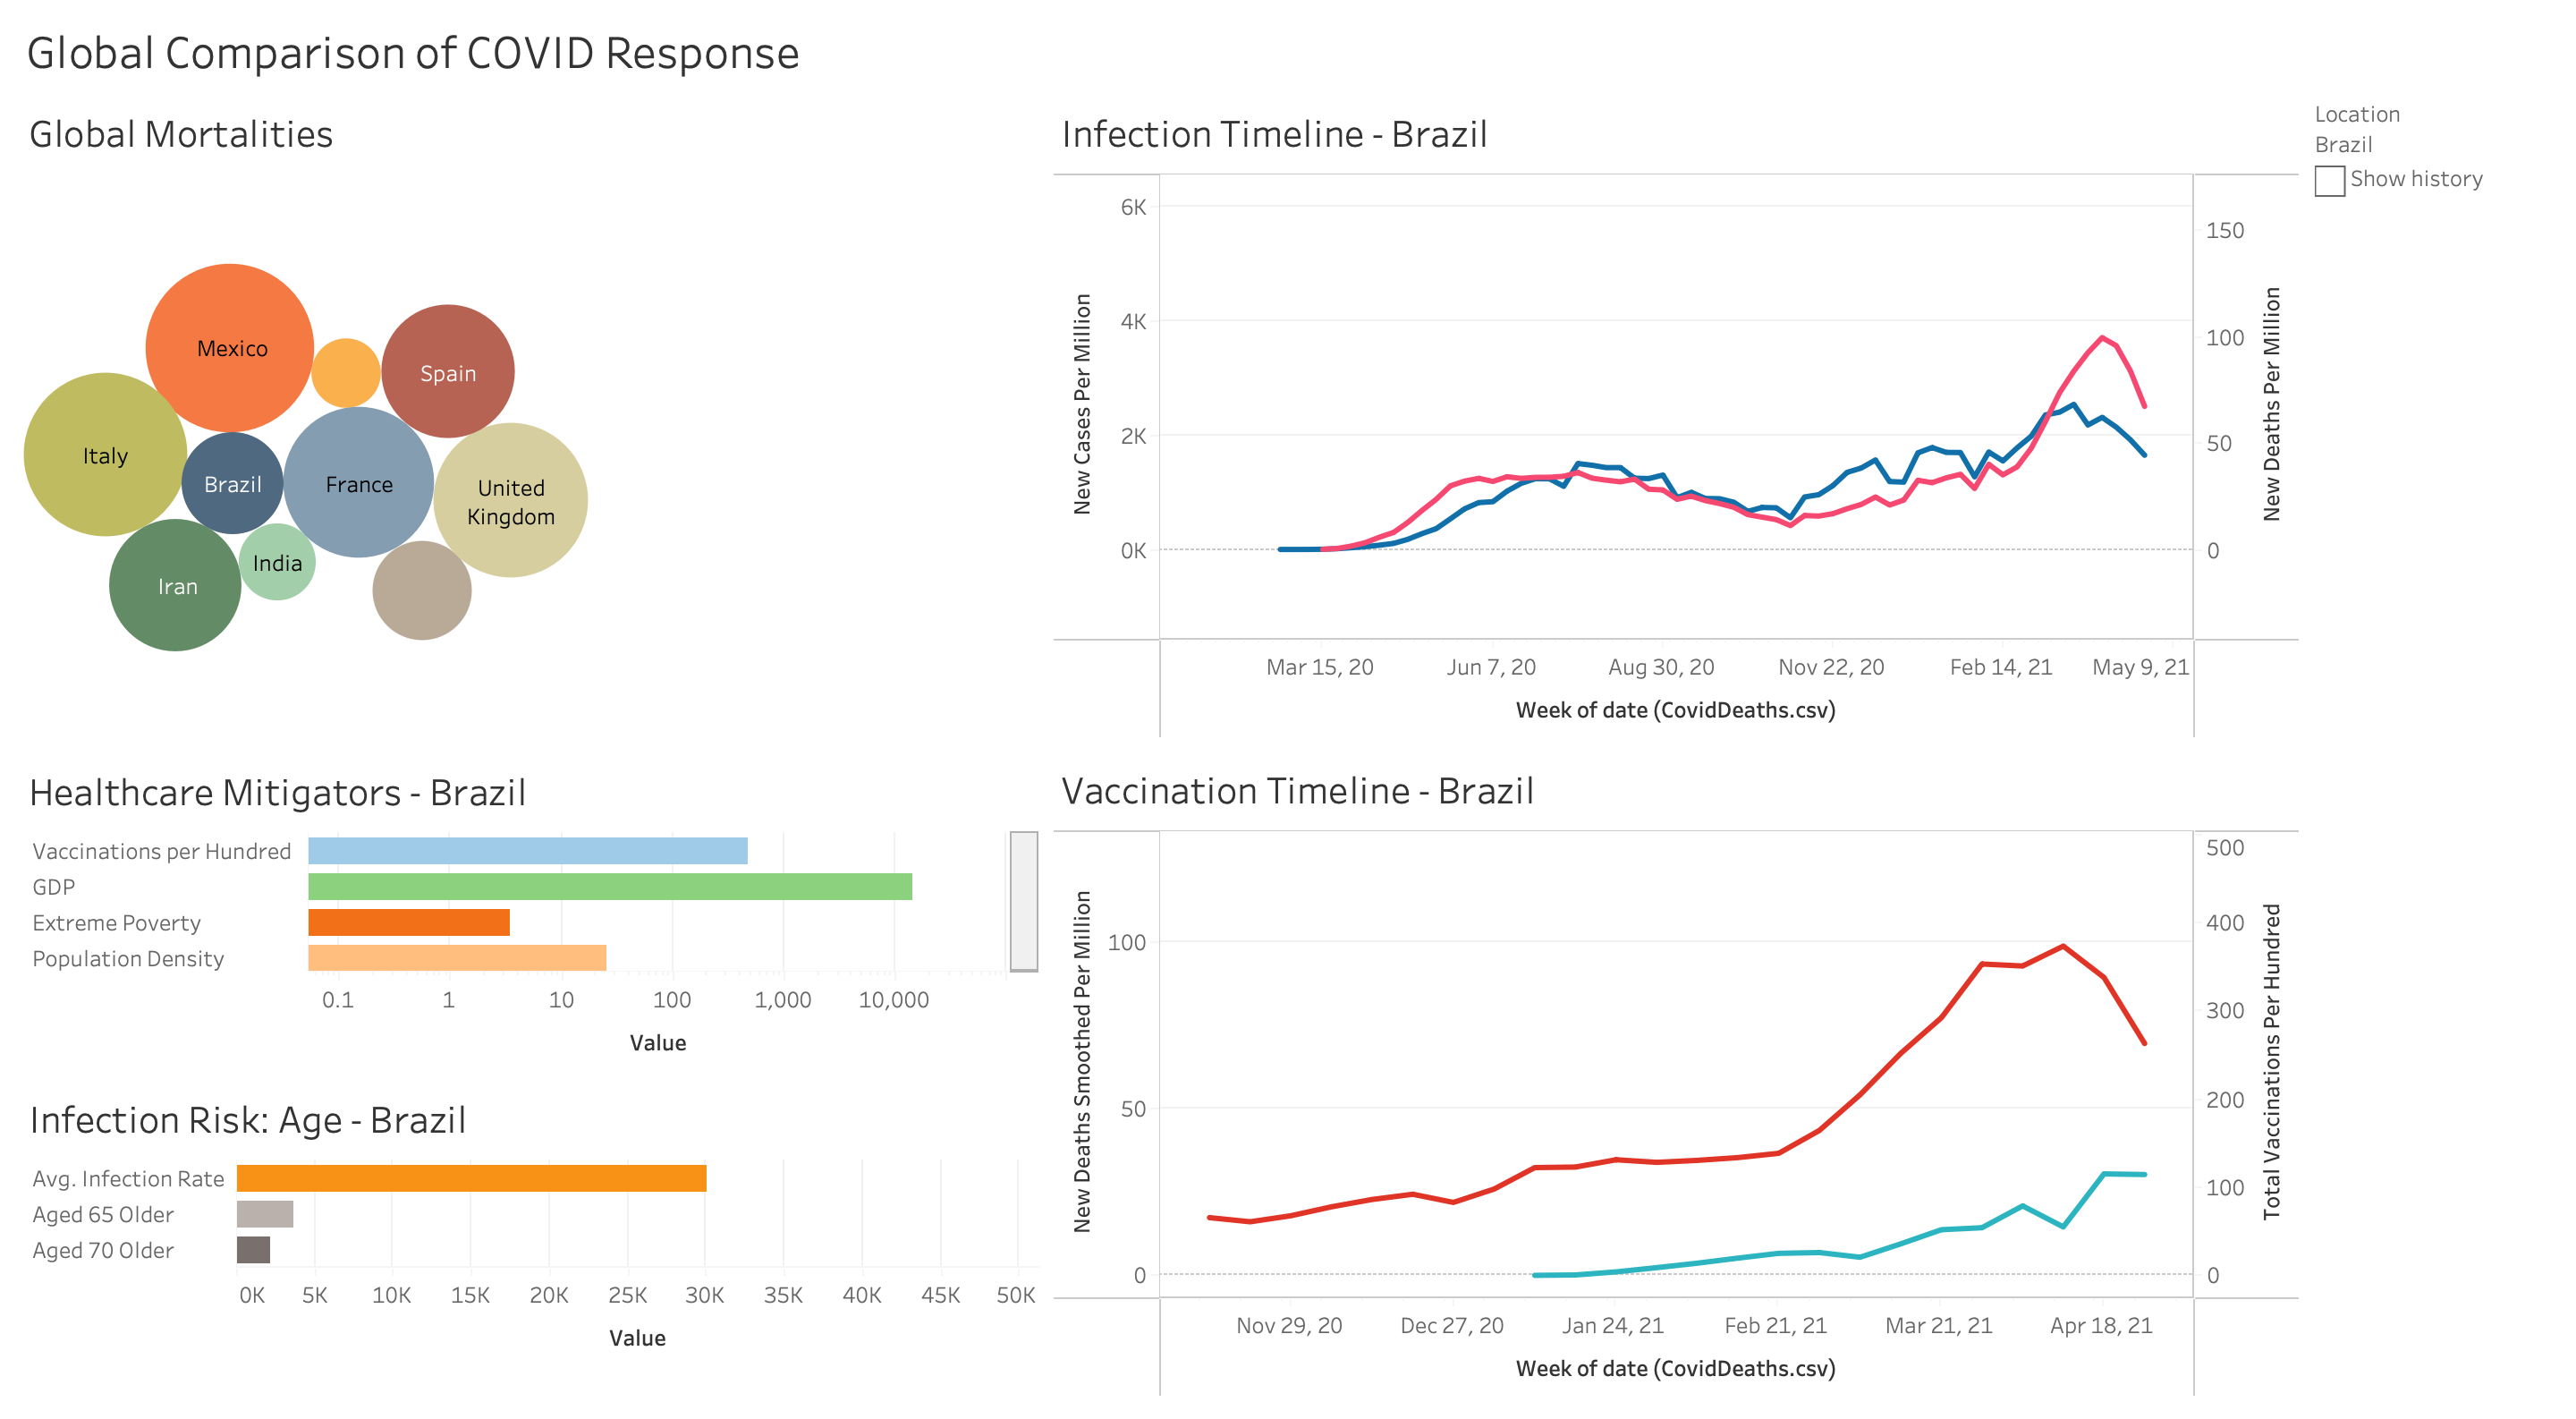 Global Comparison of COVID Response
Global Mortalities
Mexico
Spain
Italy
Brazil
France
United
Kingdom
India
Iran
Infection Timeline - Brazil
New Cases Per Million
6K
4K
2K
0K
150
100
50
0
New Deaths Per Million
Mar 15, 20
Jun 7, 20
Aug 30, 20
Nov 22, 20
Feb 14, 21
May 9, 21
Week of date (CovidDeaths.csv)
Location
Brazil
Show history
Healthcare Mitigators - Brazil
Vaccinations per Hundred
GDP
Extreme Poverty
Population Density
0.1
1
10
100
1,000
10,000
Value
Infection Risk: Age - Brazil
Avg. Infection Rate
Aged 65 Older
Aged 70 Older
0K
5K
10K
15K
20K
25K
30K
35K
40K
45K
50K
Value
Vaccination Timeline - Brazil
New Deaths Smoothed Per Million
100
50
0
500
400
300
200
100
0
Total Vaccinations Per Hundred
Nov 29, 20
Dec 27, 20
Jan 24, 21
Feb 21, 21
Mar 21, 21
Apr 18, 21
Week of date (CovidDeaths.csv)